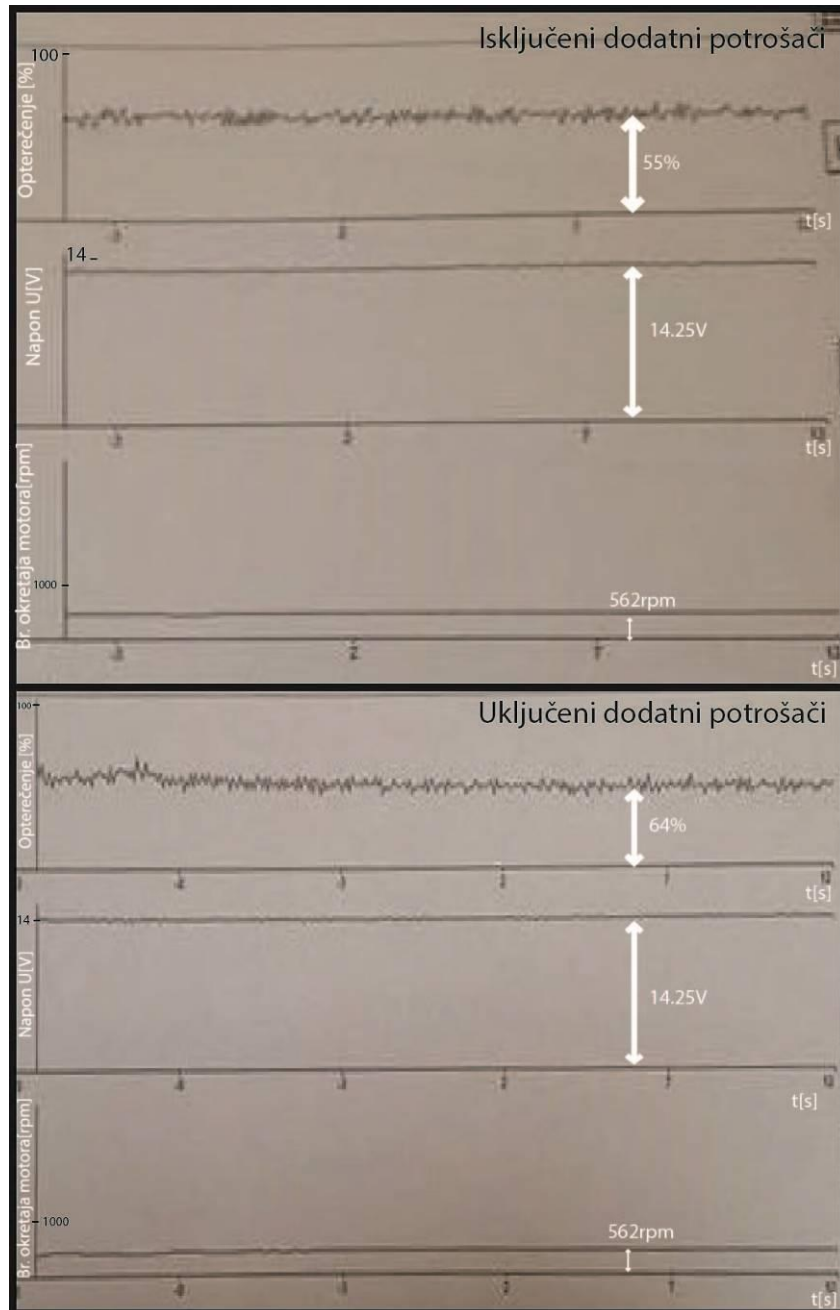 Isključeni dodatni potrošači
100
Opterećenje [%]
55%
t[s]
14
Napon U[V]
14.25V
t[s]
Br. okretaja motora[rpm]
1000
562rpm
t[s]
Uključeni dodatni potrošači
100
Opterećenje [%]
64%
t[s]
14
Napon U[V]
14.25V
t[s]
Br. okretaja motora[rpm]
1000
562rpm
t[s]